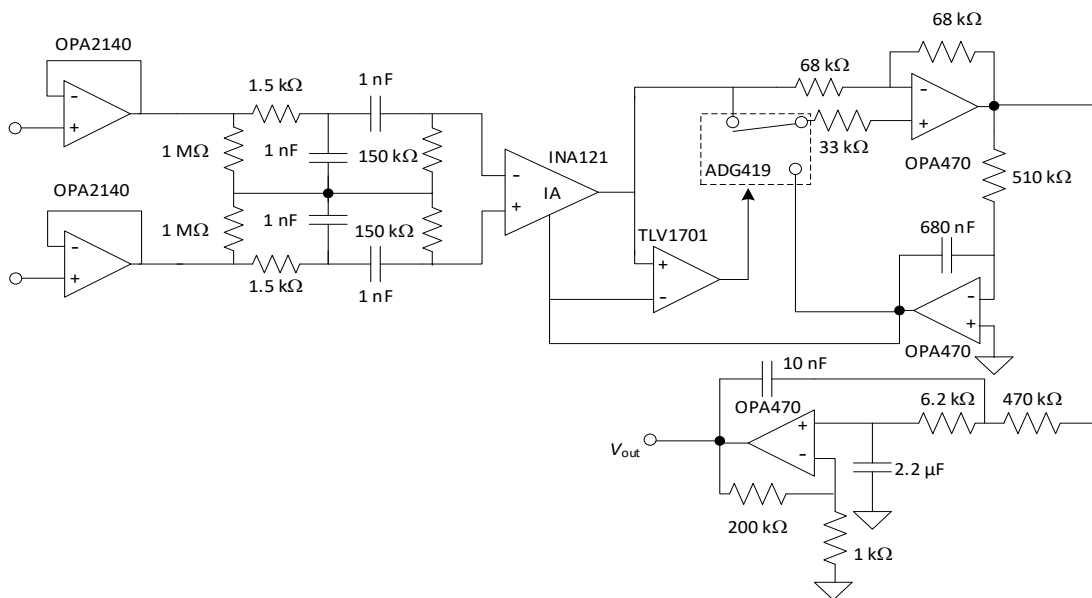 OPA2140
-
+
1.5 kΩ
1 nF
1 MΩ
1 nF
150 kΩ
OPA2140
-
+
1 MΩ
1 nF
150 kΩ
1.5 kΩ
1 nF
INA121
-
IA
+
TLV1701
+
-
ADG419
68 kΩ
68 kΩ
-
+
33 kΩ
OPA470
510 kΩ
680 nF
-
+
OPA470
10 nF
OPA470
6.2 kΩ
470 kΩ
+
-
Vout
2.2 µF
200 kΩ
1 kΩ